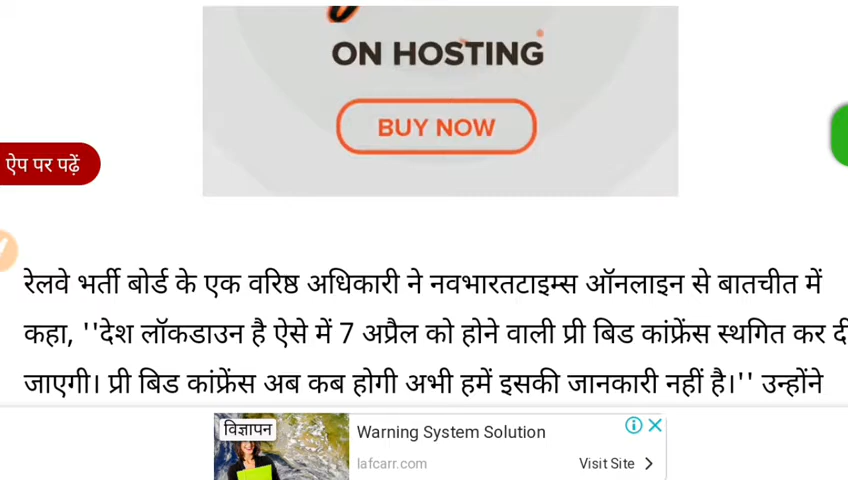 ON HOSTING
BUY NOW
ऐप पर पढ़ें
रेलवे भर्ती बोर्ड के एक वरिष्ठ अधिकारी ने नवभारतटाइम्स ऑनलाइन से बातचीत में
कहा, ''देश लॉकडाउन है ऐसे में 7 अप्रैल को होने वाली प्री बिड कांफ्रेंस स्थगित कर दी
जाएगी। प्री बिड कांफ्रेंस अब कब होगी अभी हमें इसकी जानकारी नहीं है।'' उन्होंने
विज्ञापन
Warning System Solution
lafcarr.com
Visit Site